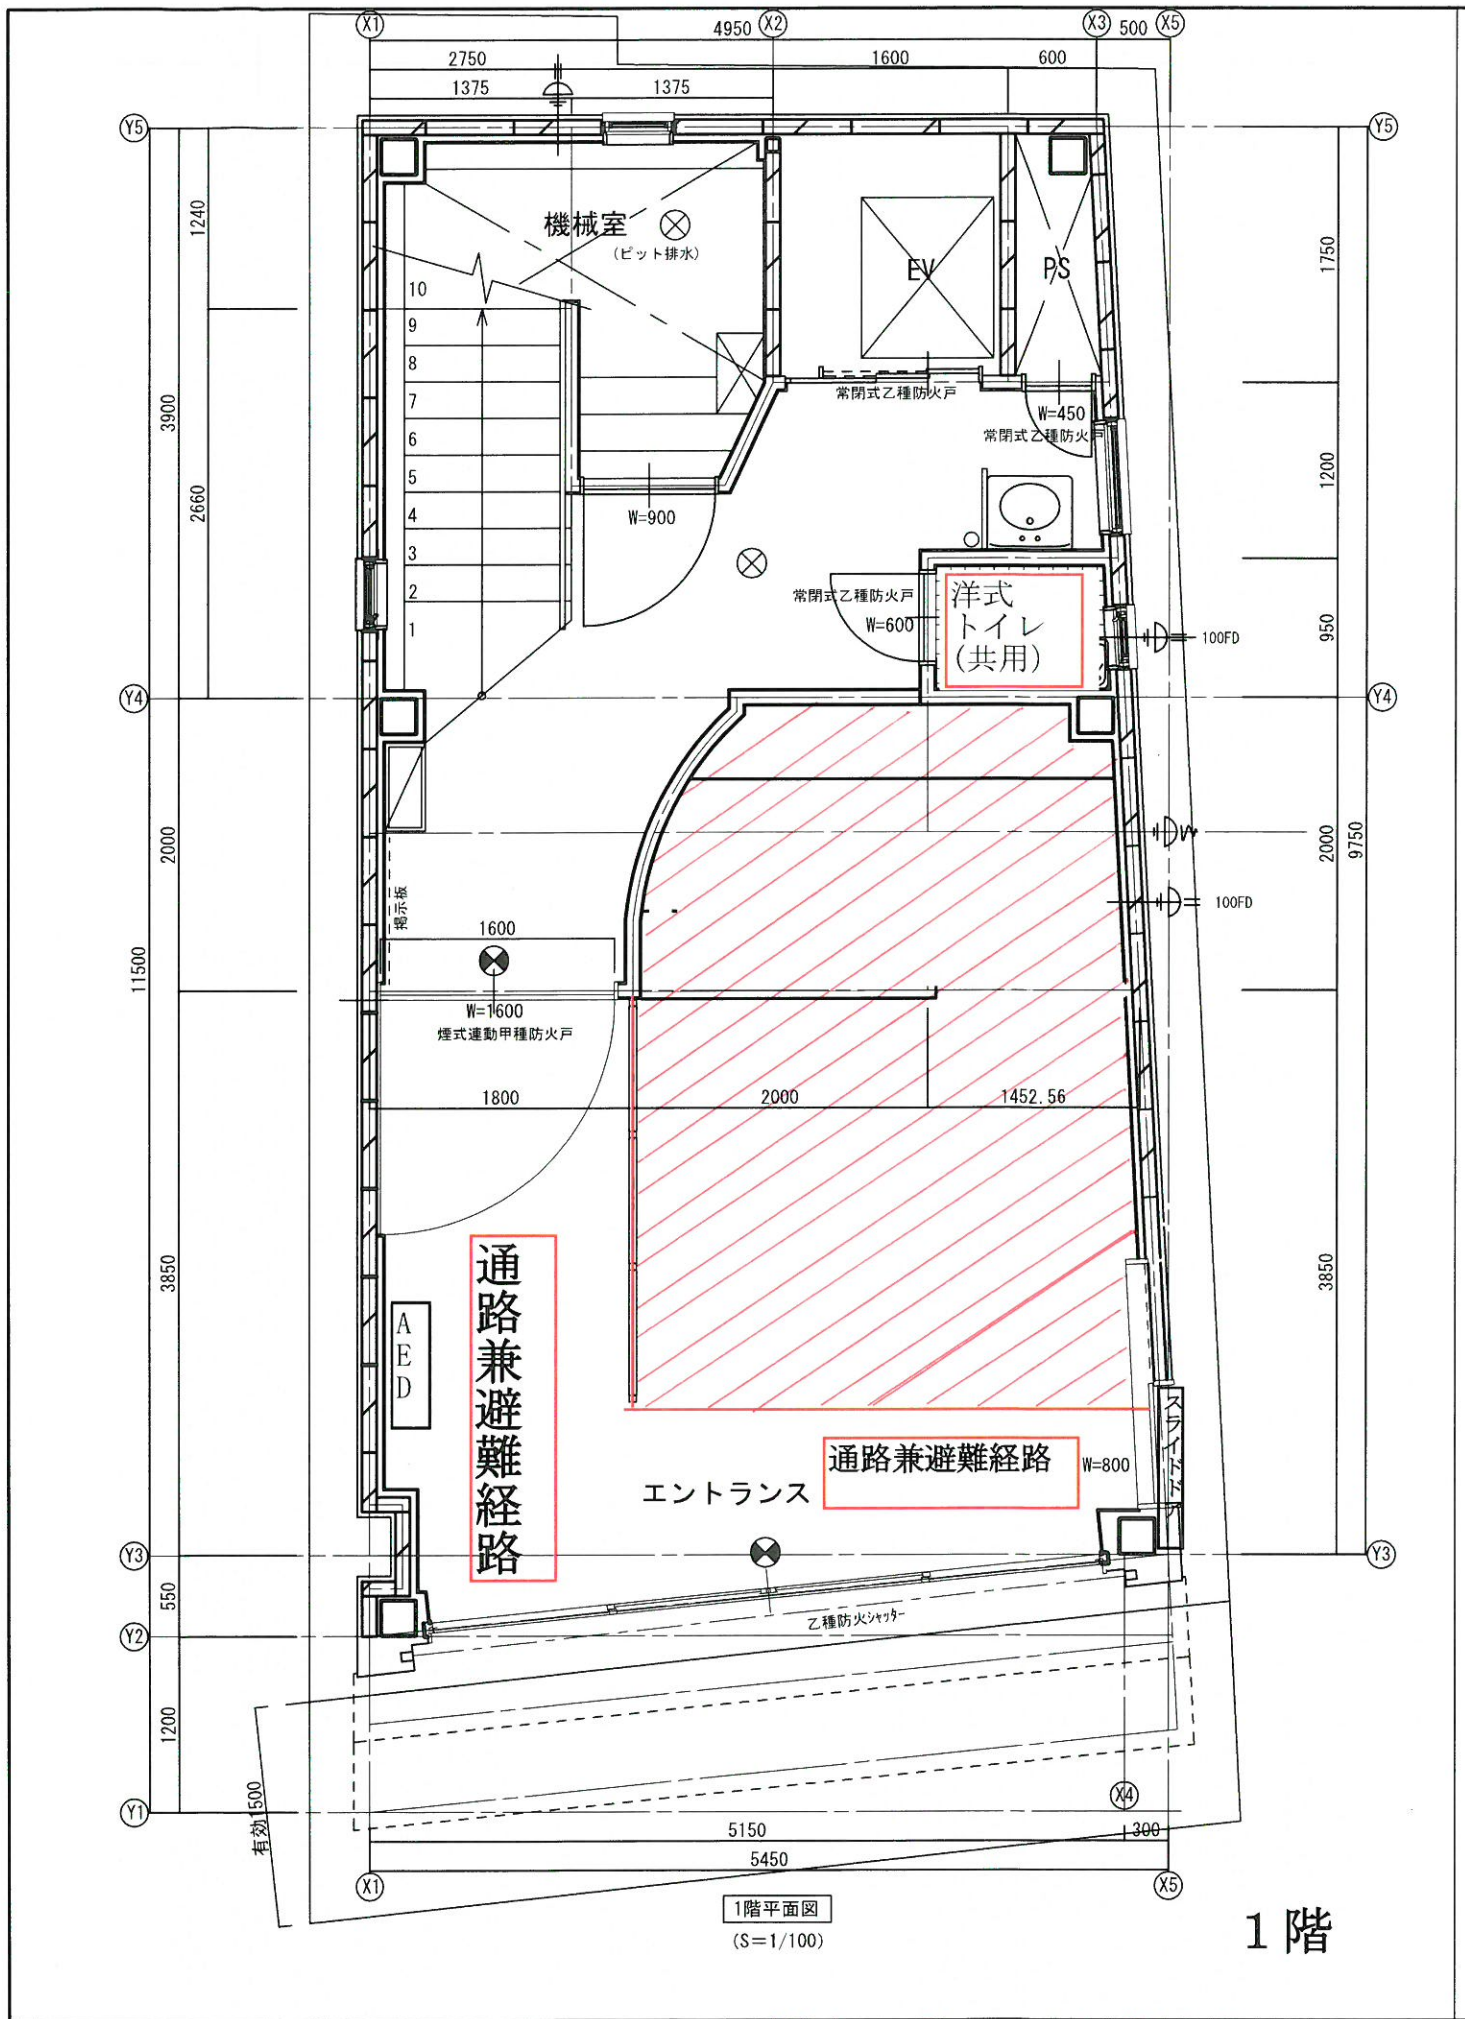 X1
4950
X2
X3
500
X5
2750
1600
600
1375
1375
Y5
Y5
1240
機械室
(ピット排水)
EV
PS
1750
10
9
8
7
6
5
4
3
2
1
常閉式乙種防火戸
W=450
常閉式乙種防火戸
3900
2660
1200
W=900
常閉式乙種防火戸
W=600
洋式
トイレ
(共用)
950
100FD
Y4
Y4
2000
掲示板
2000
9750
100FD
11500
1600
W=1600
煙式連動甲種防火戸
1800
2000
1452.56
3850
3850
通路兼避難経路
AED
通路兼避難経路
W=800
スライドドア
エントランス
Y3
Y3
550
乙種防火シャッター
Y2
1200
有効1500
X4
Y1
5150
300
5450
X1
X5
1階平面図
(S=1/100)
1階